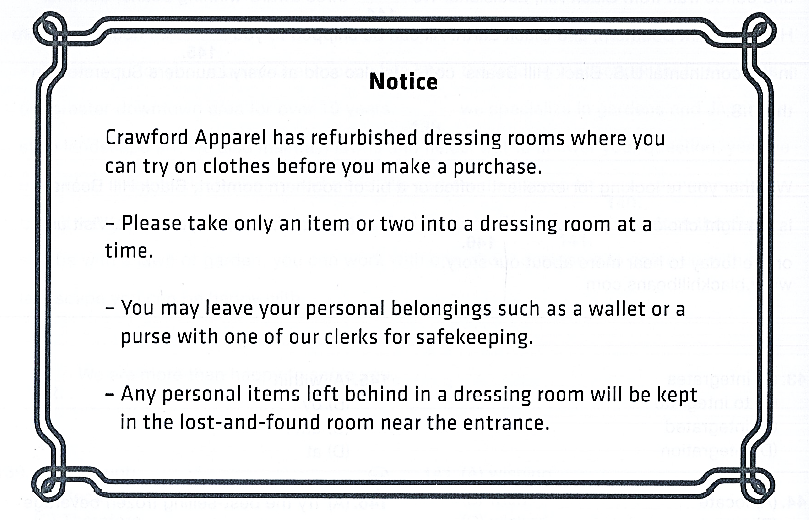 Notice
Crawford Apparel has refurbished dressing rooms where you
can try on clothes before you make a purchase.
– Please take only an item or two into a dressing room at a
time.
– You may leave your personal belongings such as a wallet or a
purse with one of our clerks for safekeeping.
– Any personal items left behind in a dressing room will be kept
in the lost-and-found room near the entrance.